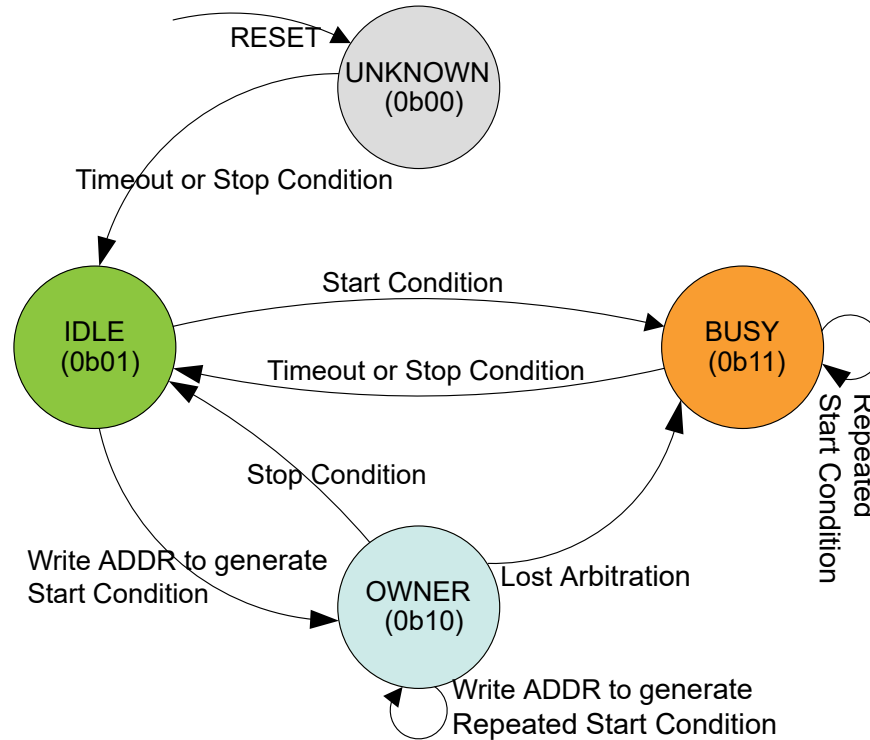 RESET
UNKNOWN
(0b00)
Timeout or Stop Condition
Start Condition
IDLE
(0b01)
BUSY
(0b11)
Timeout or Stop Condition
Repeated
Start Condition
Stop Condition
Write ADDR to generate
Start Condition
Lost Arbitration
OWNER
(0b10)
Write ADDR to generate
Repeated Start Condition